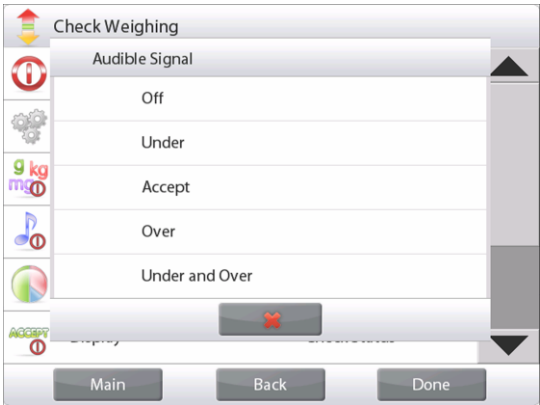 Check Weighing
Audible Signal
Off
Under
g kg
mg
Accept
Over
Under and Over
ACCEPT
Main
Back
Done